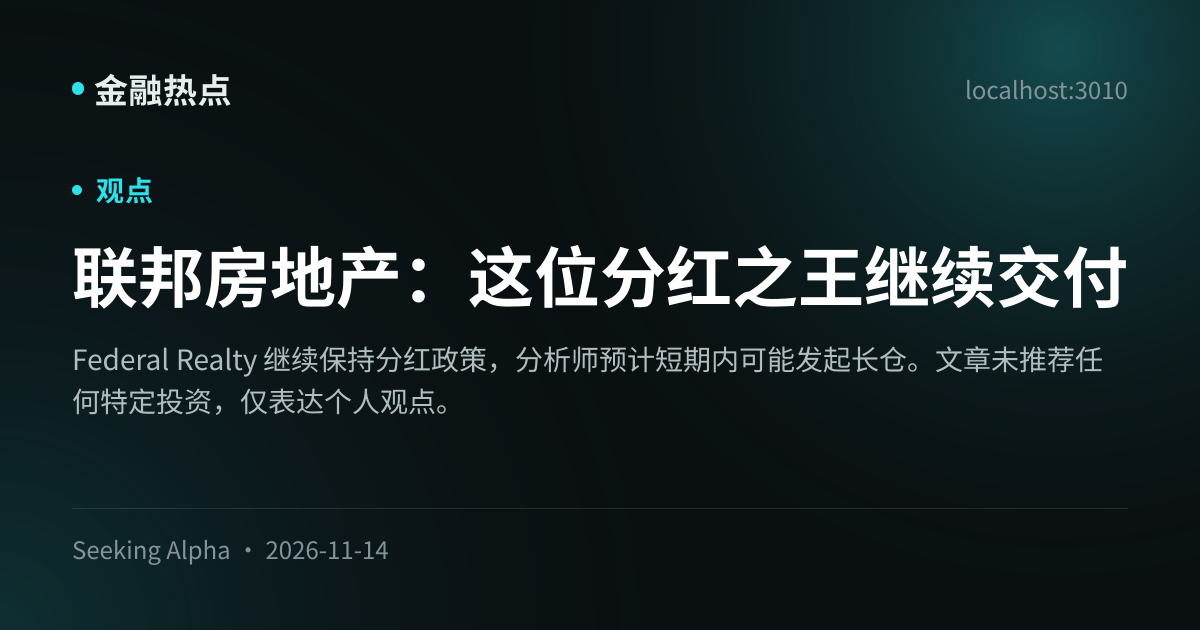 金融热点
localhost:3010
观点
联邦房地产：这位分红之王继续交付
Federal Realty 继续保持分红政策，分析师预计短期内可能发起长仓。文章未推荐任
何特定投资，仅表达个人观点。
Seeking Alpha · 2026-11-14